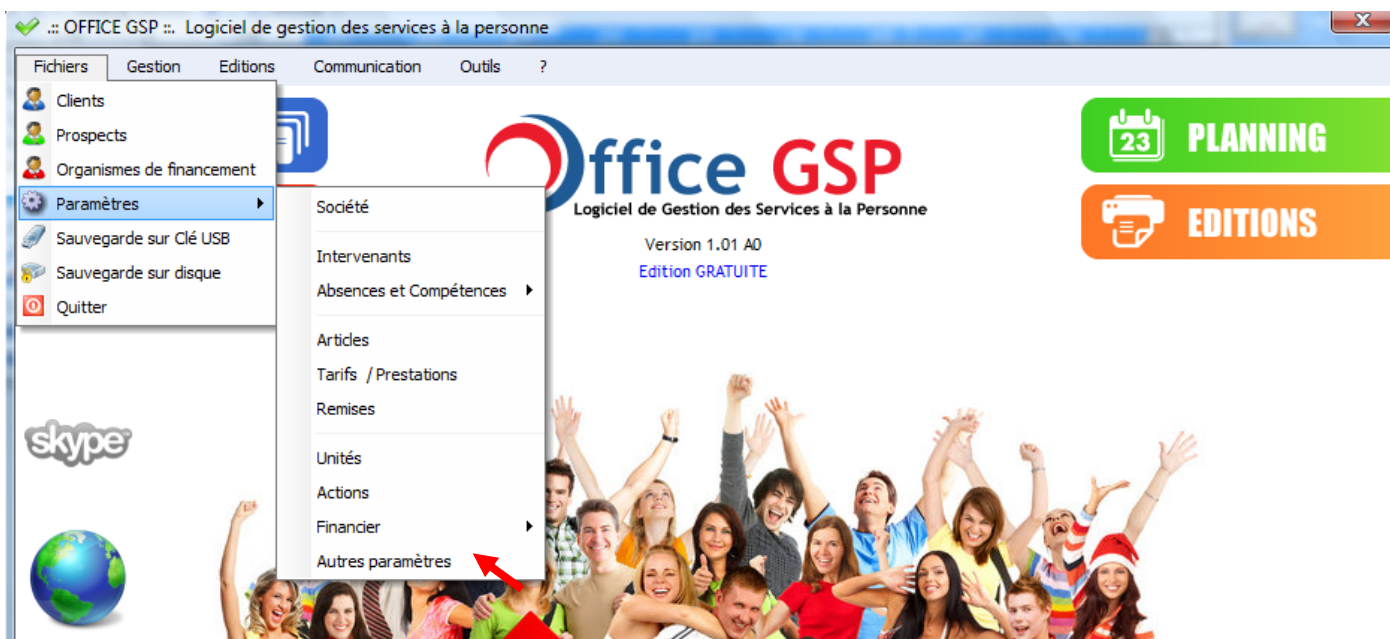 .:: OFFICE GSP ::. Logiciel de gestion des services à la personne
X
Fichiers Gestion Editions Communication Outils ?
Clients
Prospects
Organismes de financement
Paramètres
Sauvegarde sur Clé USB
Sauvegarde sur disque
Quitter
Société
Intervenants
Absences et Compétences
Articles
Tarifs / Prestations
Remises
Unités
Actions
Financier
Autres paramètres
Office GSP
Logiciel de Gestion des Services à la Personne
Version 1.01 A0
Edition GRATUITE
23 PLANNING
EDITIONS
skype